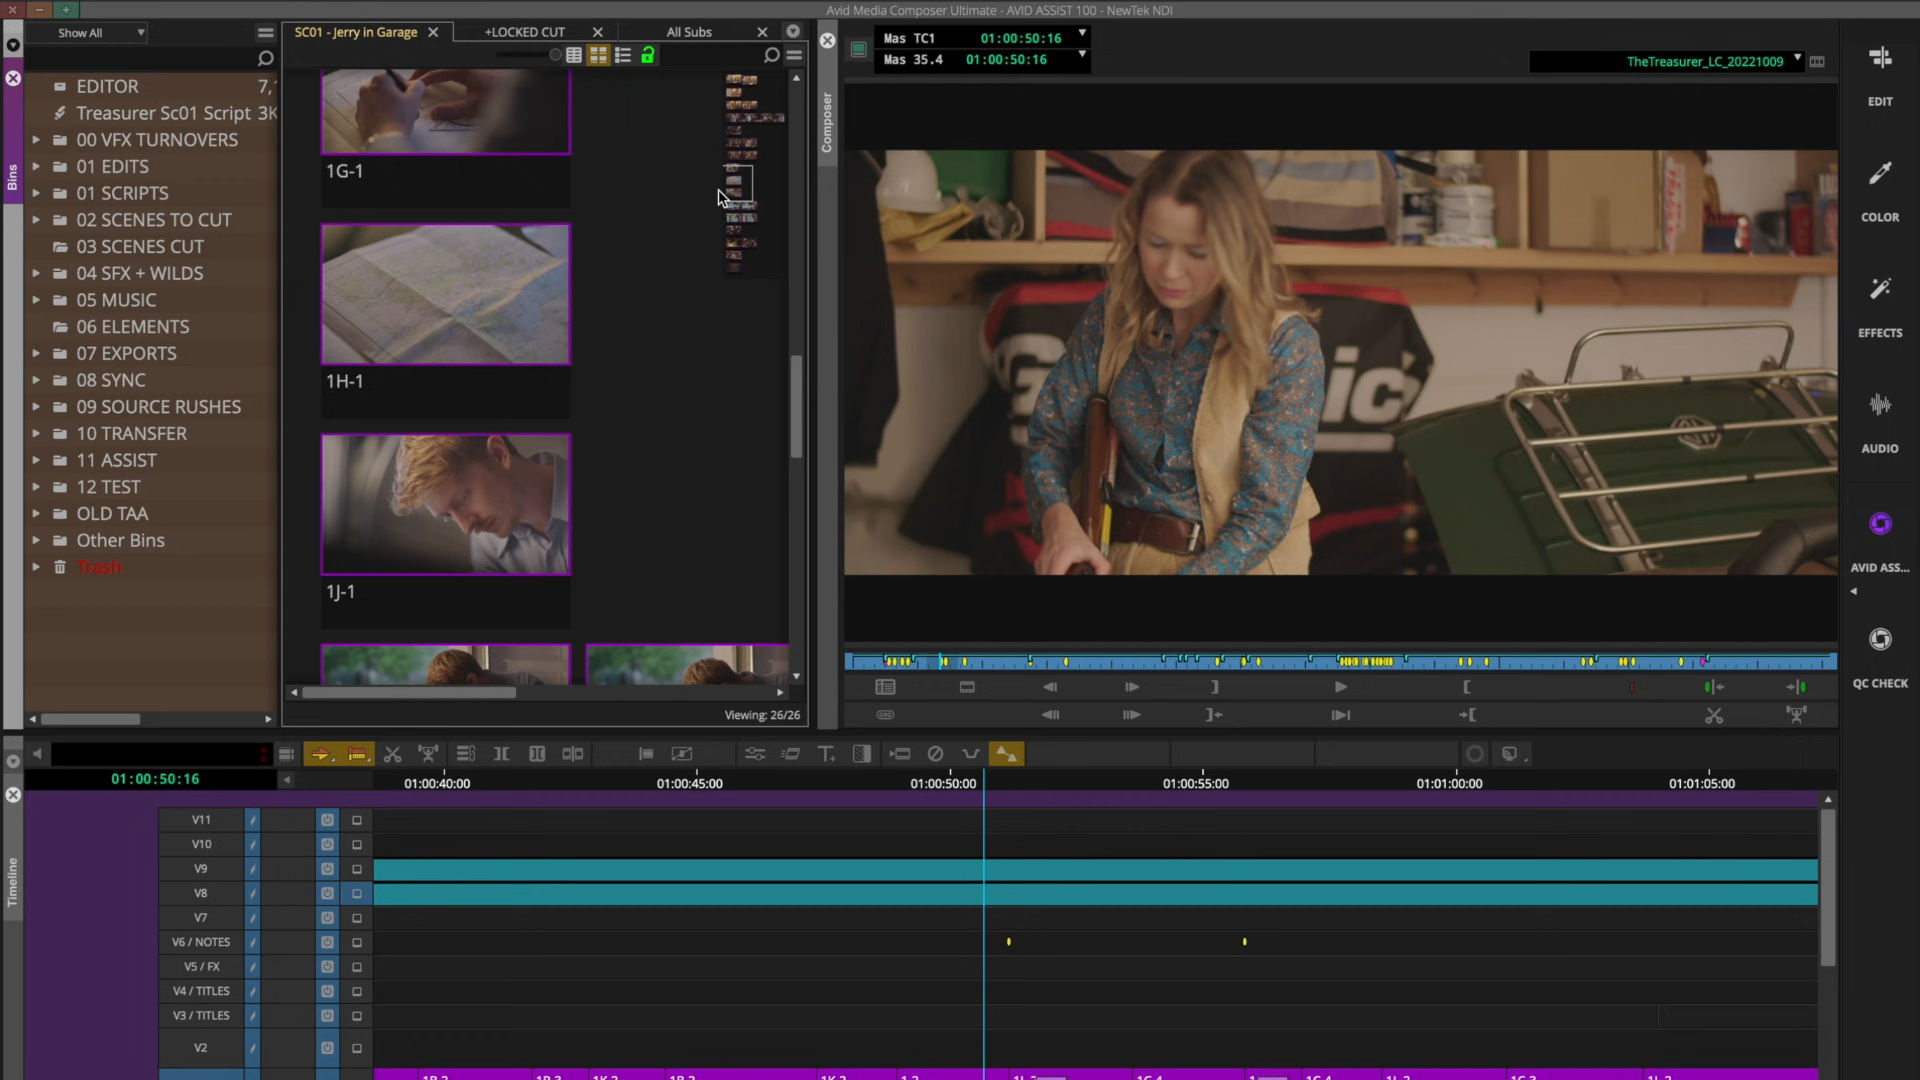 Avid Media Composer Ultimate - AVID ASSIST 100 - NewTek NDI
Show All
SC01 - Jerry in Garage
+LOCKED CUT
All Subs
Mas TC1 01:00:50:16
Mas 35.4 01:00:50:16
TheTreasurer_LC_20221009
Bins
EDITOR 7,
Treasurer Sc01 Script 3K
00 VFX TURNOVERS
01 EDITS
01 SCRIPTS
02 SCENES TO CUT
03 SCENES CUT
04 SFX + WILDS
05 MUSIC
06 ELEMENTS
07 EXPORTS
08 SYNC
09 SOURCE RUSHES
10 TRANSFER
11 ASSIST
12 TEST
OLD TAA
Other Bins
Trash
1G-1
1H-1
1J-1
Viewing: 26/26
Composer
MG
EDIT
COLOR
EFFECTS
AUDIO
AVID ASS...
QC CHECK
01:00:50:16
01:00:40:00
01:00:45:00
01:00:50:00
01:00:55:00
01:01:00:00
01:01:05:00
Timeline
V11
V10
V9
V8
V7
V6 / NOTES
V5 / FX
V4 / TITLES
V3 / TITLES
V2